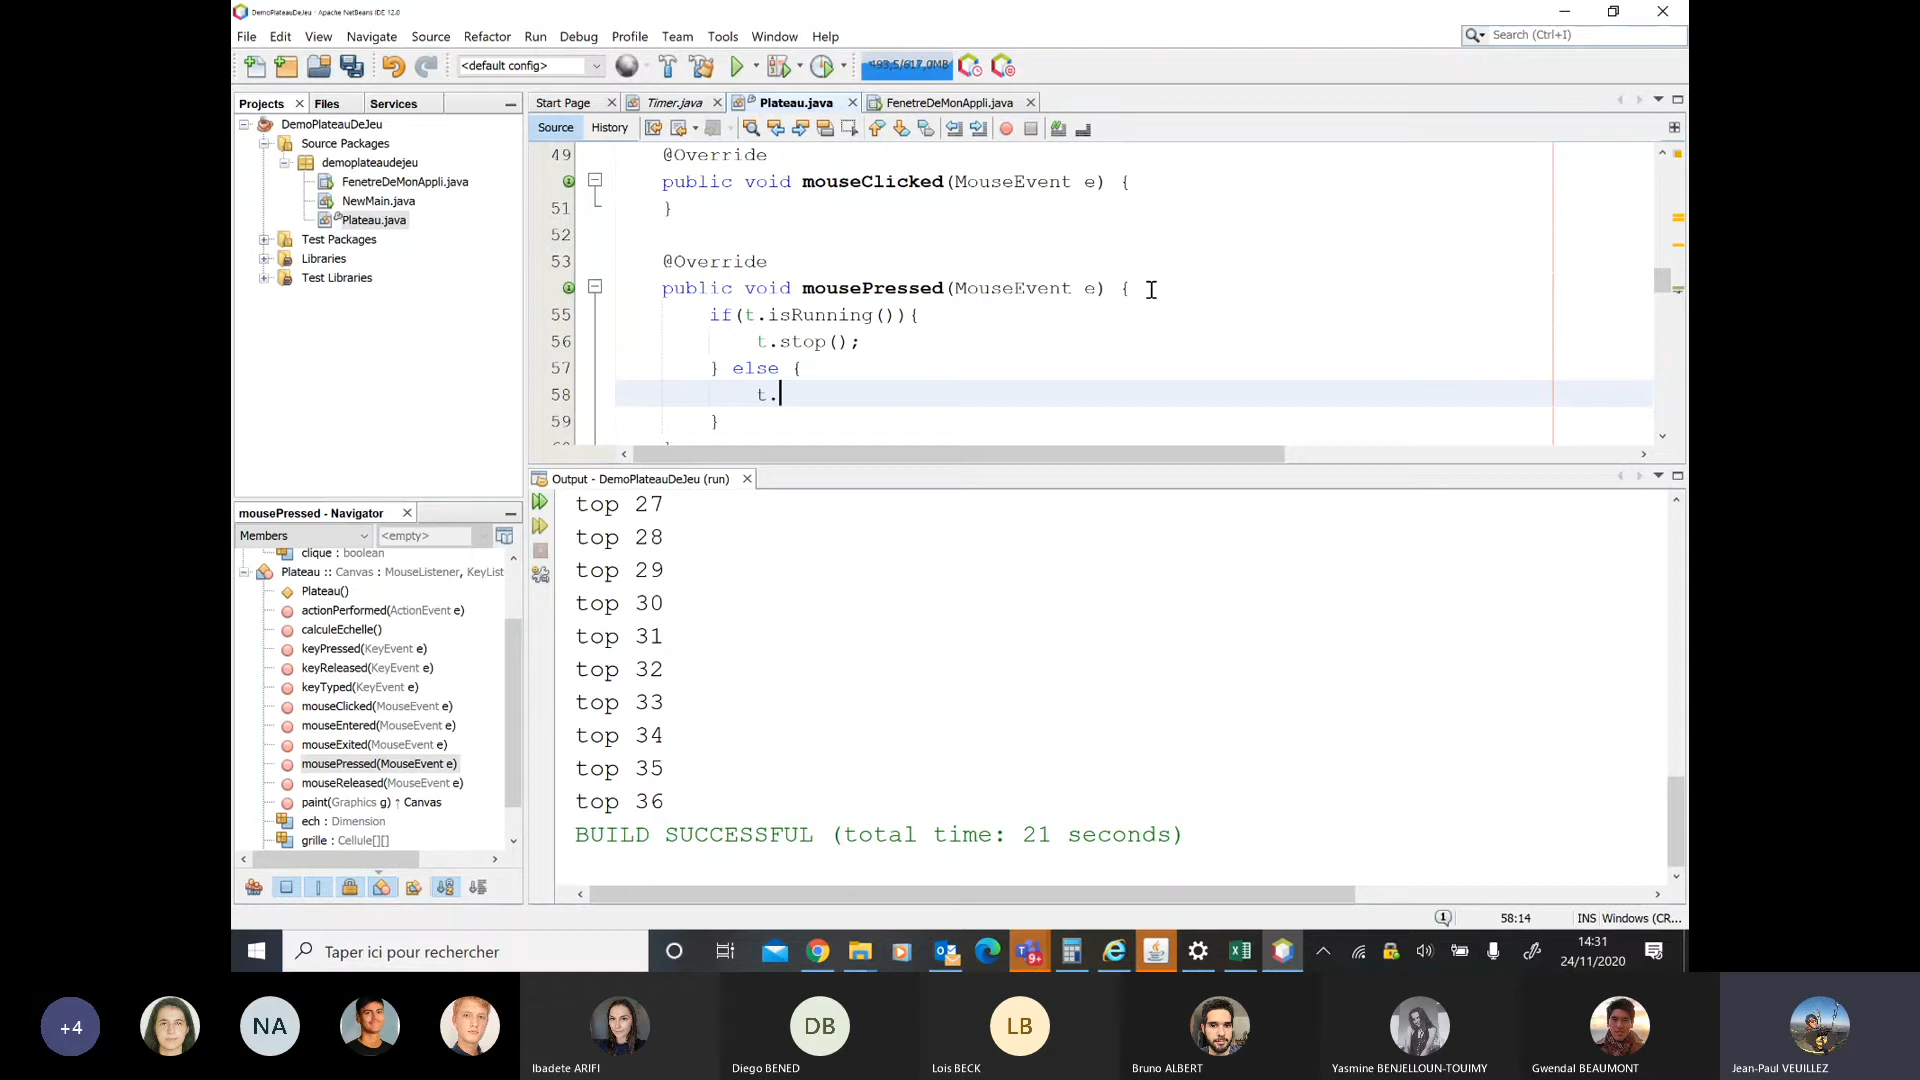 DemoPlateauDeJeu - Apache NetBeans IDE 12.0
File Edit View Navigate Source Refactor Run Debug Profile Team Tools Window Help
Search (Ctrl+I)
<default config>
493,5/617,0MB
Projects Files Services
DemoPlateauDeJeu
Source Packages
demoplateaudejeu
FenetreDeMonAppli.java
NewMain.java
Plateau.java
Test Packages
Libraries
Test Libraries
Start Page Timer.java Plateau.java FenetreDeMonAppli.java
Source History
49 @Override
public void mouseClicked(MouseEvent e) {
51 }
52
53 @Override
public void mousePressed(MouseEvent e) {
55 if(t.isRunning()){
56 t.stop();
57 } else {
58 t.
59 }
mousePressed - Navigator
Members <empty>
clique : boolean
Plateau :: Canvas : MouseListener, KeyList
Plateau()
actionPerformed(ActionEvent e)
calculeEchelle()
keyPressed(KeyEvent e)
keyReleased(KeyEvent e)
keyTyped(KeyEvent e)
mouseClicked(MouseEvent e)
mouseEntered(MouseEvent e)
mouseExited(MouseEvent e)
mousePressed(MouseEvent e)
mouseReleased(MouseEvent e)
paint(Graphics g) ↑ Canvas
ech : Dimension
grille : Cellule[][]
Output - DemoPlateauDeJeu (run)
top 27
top 28
top 29
top 30
top 31
top 32
top 33
top 34
top 35
top 36
BUILD SUCCESSFUL (total time: 21 seconds)
1 58:14 INS Windows (CR...
Taper ici pour rechercher
9+
14:31
24/11/2020
+4 NA DB LB
Ibadete ARIFI Diego BENED Lois BECK Bruno ALBERT Yasmine BENJELLOUN-TOUIMY Gwendal BEAUMONT Jean-Paul VEUILLEZ